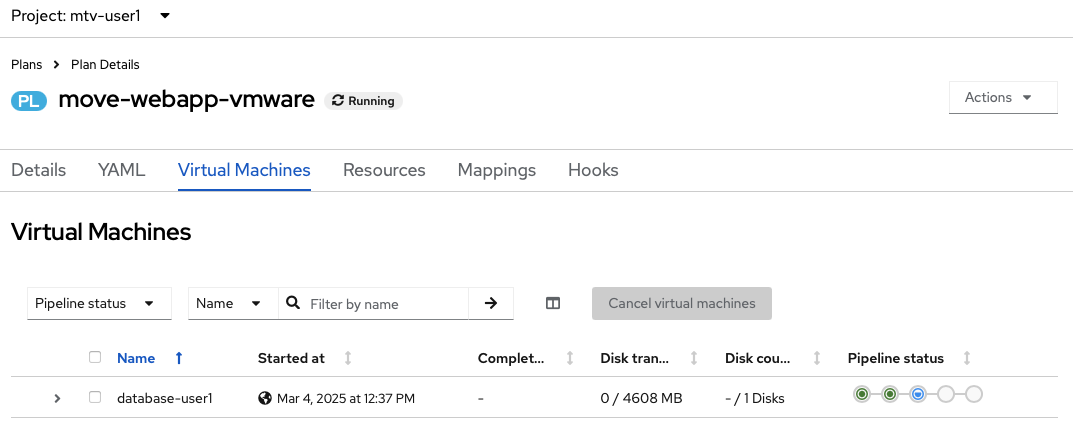 Project: mtv-user1
Plans > Plan Details
PL move-webapp-vmware Running
Actions
Details YAML Virtual Machines Resources Mappings Hooks
Virtual Machines
Pipeline status Name Filter by name Cancel virtual machines
Name Started at Complet... Disk tran... Disk cou... Pipeline status
database-user1 Mar 4, 2025 at 12:37 PM - 0 / 4608 MB - / 1 Disks